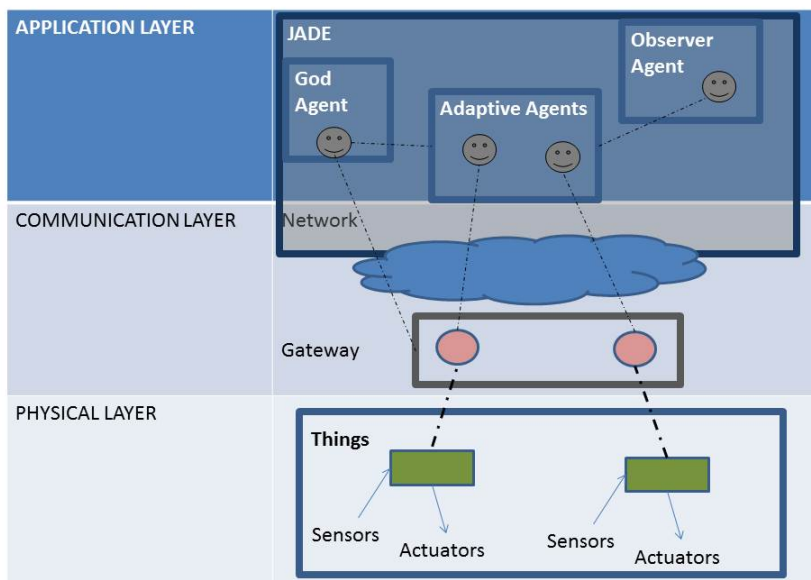 APPLICATION LAYER
JADE
God
Agent
Adaptive Agents
Observer
Agent
COMMUNICATION LAYER
Network
Gateway
PHYSICAL LAYER
Things
Sensors
Actuators
Sensors
Actuators